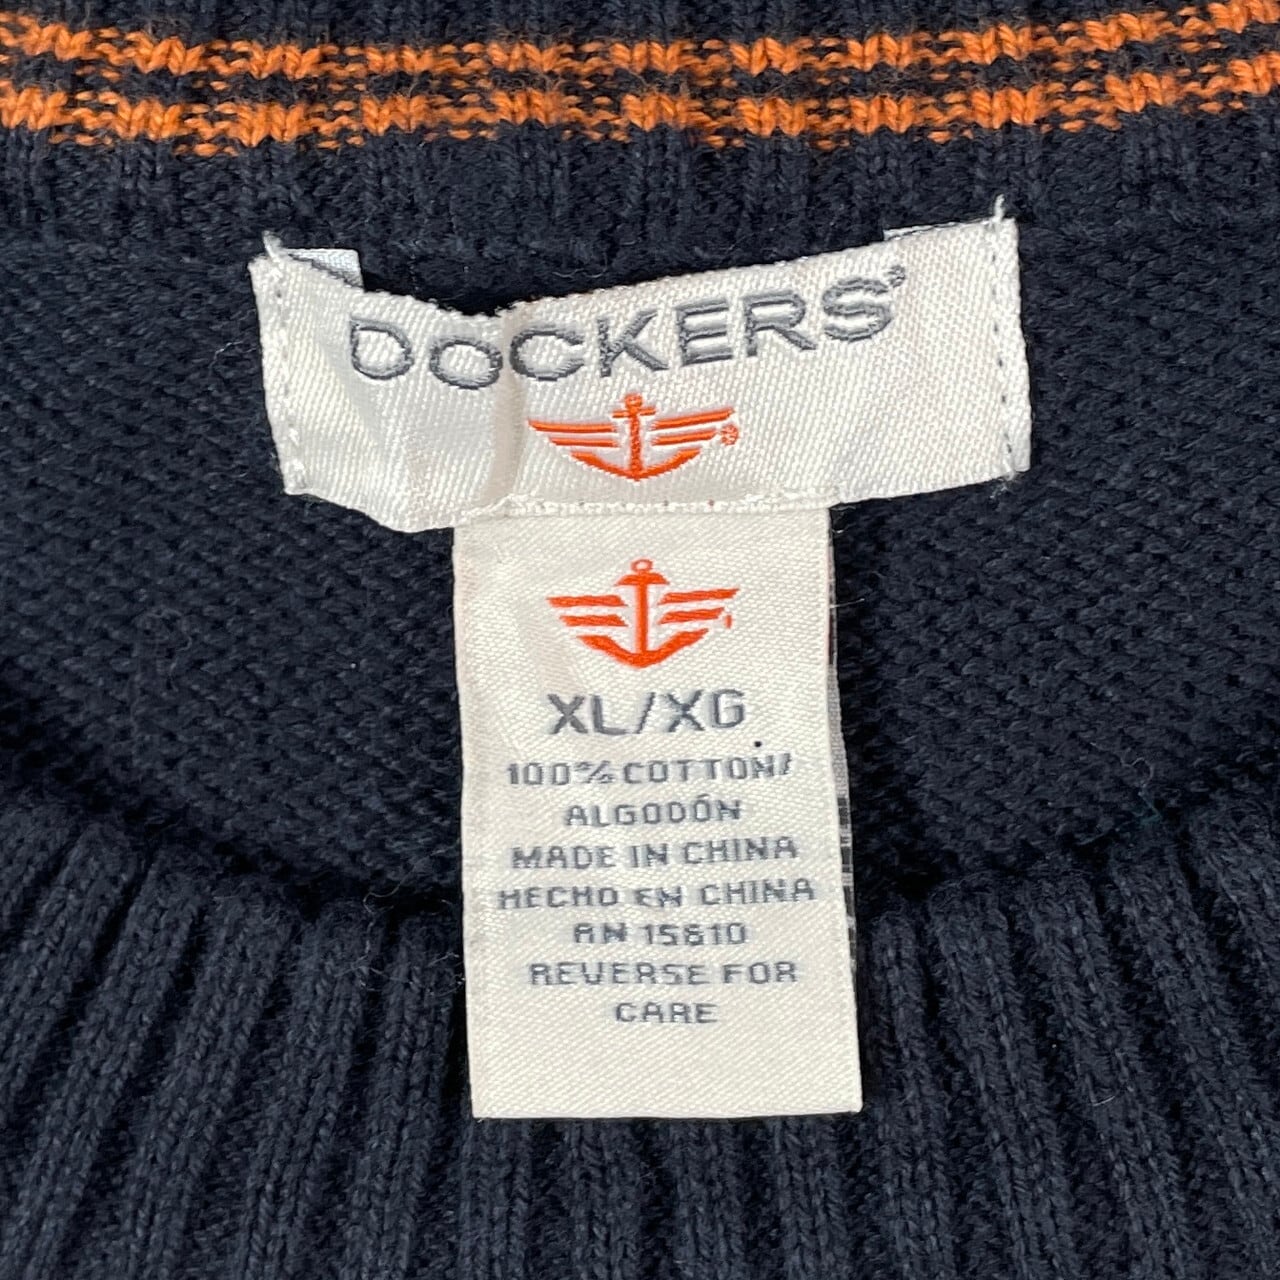 DOCKERS®
XL/XG
100% COTTON/
ALGODÓN
MADE IN CHINA
HECHO EN CHINA
RN 15610
REVERSE FOR
CARE